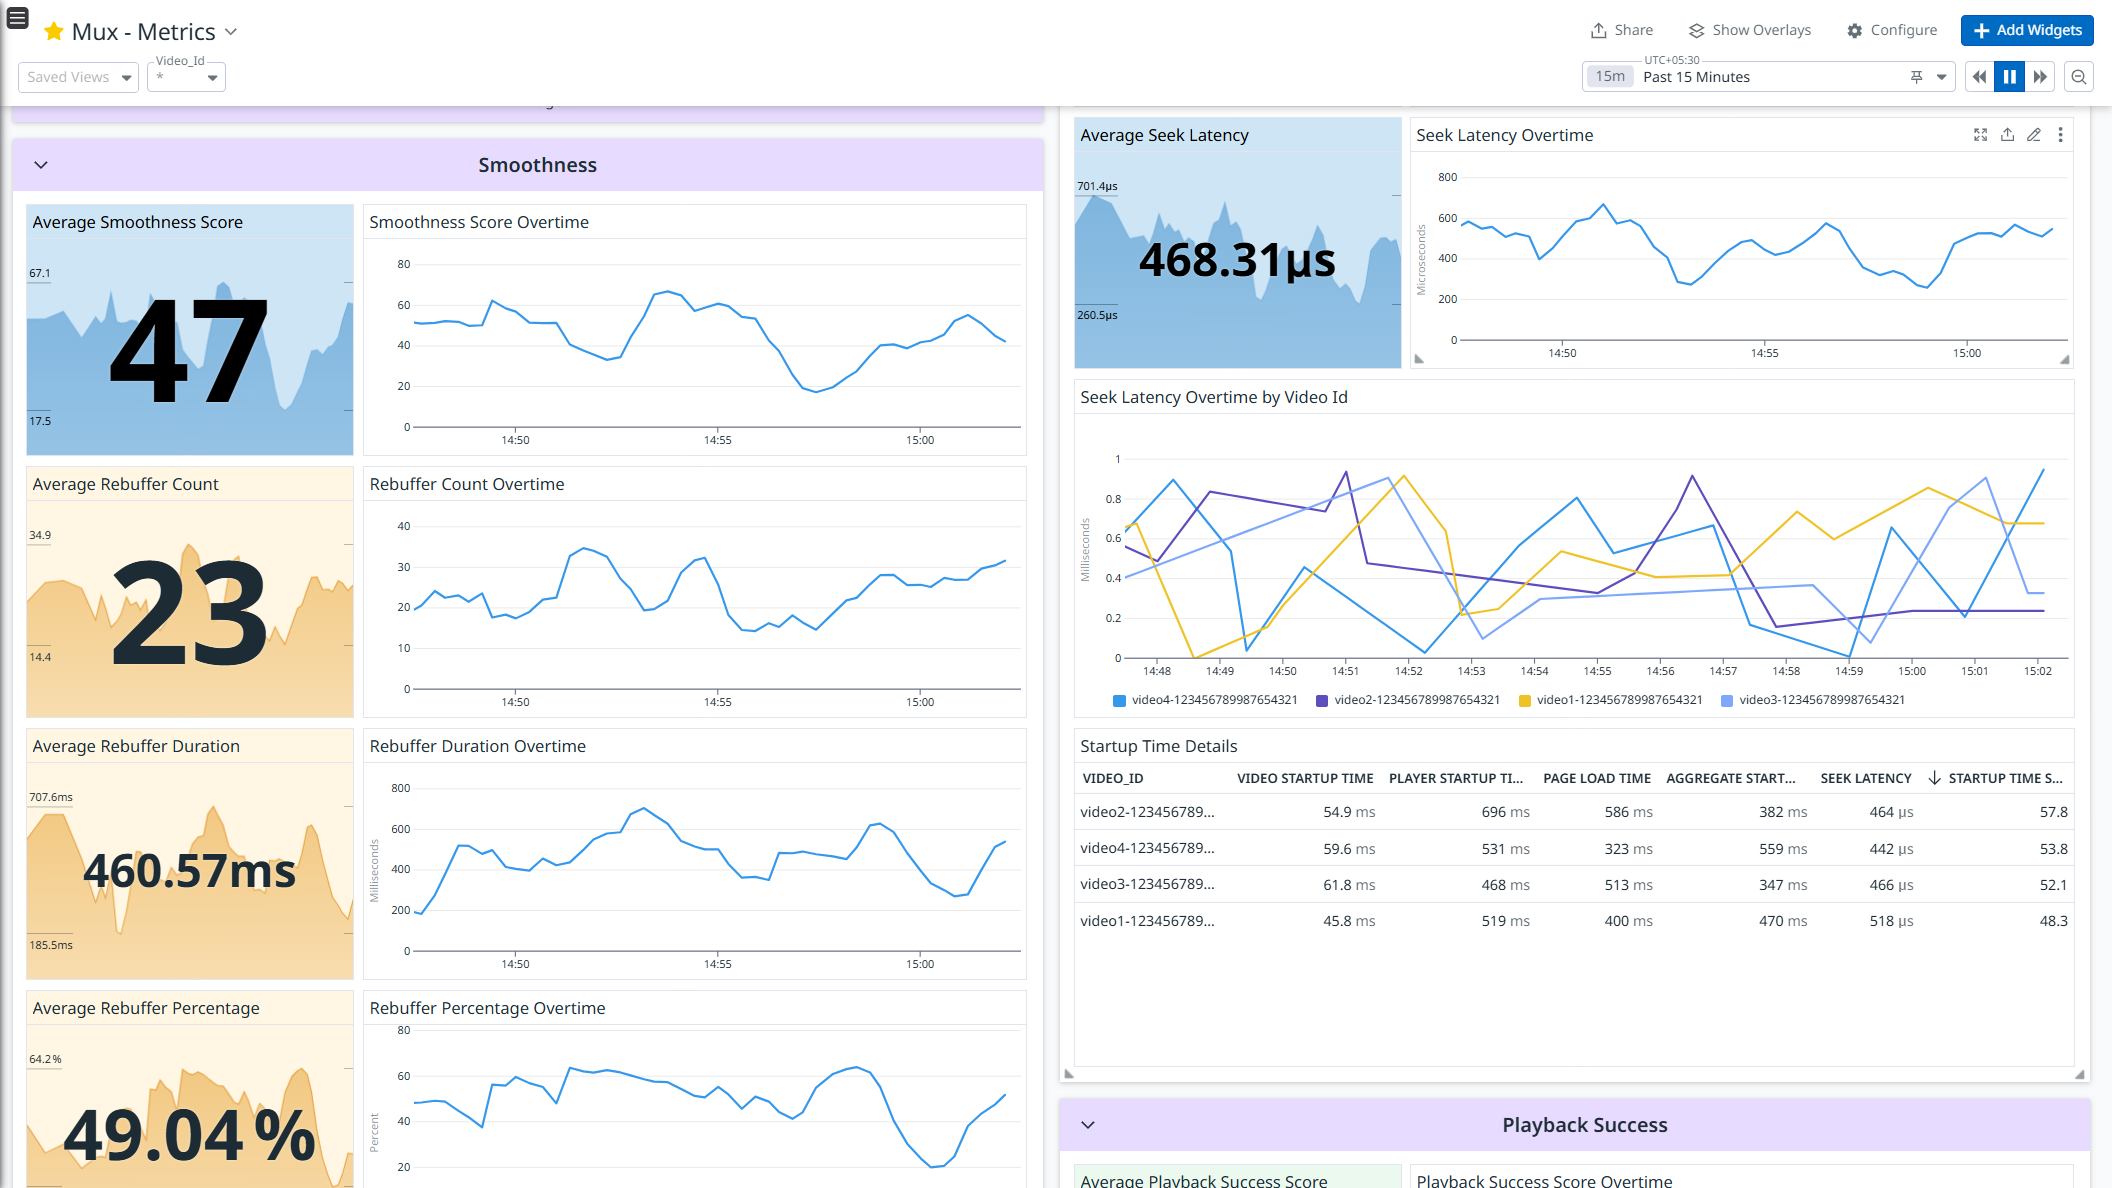 Mux - Metrics
Share
Show Overlays
Configure
Add Widgets
Saved Views
Video_Id
*
UTC+05:30
15m
Past 15 Minutes
Smoothness
Average Smoothness Score
67.1
47
17.5
Smoothness Score Overtime
80
60
40
20
0
14:50 14:55 15:00
Average Rebuffer Count
34.9
23
14.4
Rebuffer Count Overtime
40
30
20
10
0
14:50 14:55 15:00
Average Rebuffer Duration
707.6ms
460.57ms
185.5ms
Rebuffer Duration Overtime
Milliseconds
800
600
400
200
0
14:50 14:55 15:00
Average Rebuffer Percentage
64.2%
49.04%
Rebuffer Percentage Overtime
Percent
80
60
40
20
Average Seek Latency
701.4µs
468.31µs
260.5µs
Seek Latency Overtime
Microseconds
800
600
400
200
0
14:50 14:55 15:00
Seek Latency Overtime by Video Id
Milliseconds
1
0.8
0.6
0.4
0.2
0
14:48 14:49 14:50 14:51 14:52 14:53 14:54 14:55 14:56 14:57 14:58 14:59 15:00 15:01 15:02
video4-123456789987654321 video2-123456789987654321 video1-123456789987654321 video3-123456789987654321
Startup Time Details
VIDEO_ID VIDEO STARTUP TIME PLAYER STARTUP TI... PAGE LOAD TIME AGGREGATE START... SEEK LATENCY STARTUP TIME S...
video2-123456789... 54.9 ms 696 ms 586 ms 382 ms 464 µs 57.8
video4-123456789... 59.6 ms 531 ms 323 ms 559 ms 442 µs 53.8
video3-123456789... 61.8 ms 468 ms 513 ms 347 ms 466 µs 52.1
video1-123456789... 45.8 ms 519 ms 400 ms 470 ms 518 µs 48.3
Playback Success
Average Playback Success Score
Playback Success Score Overtime